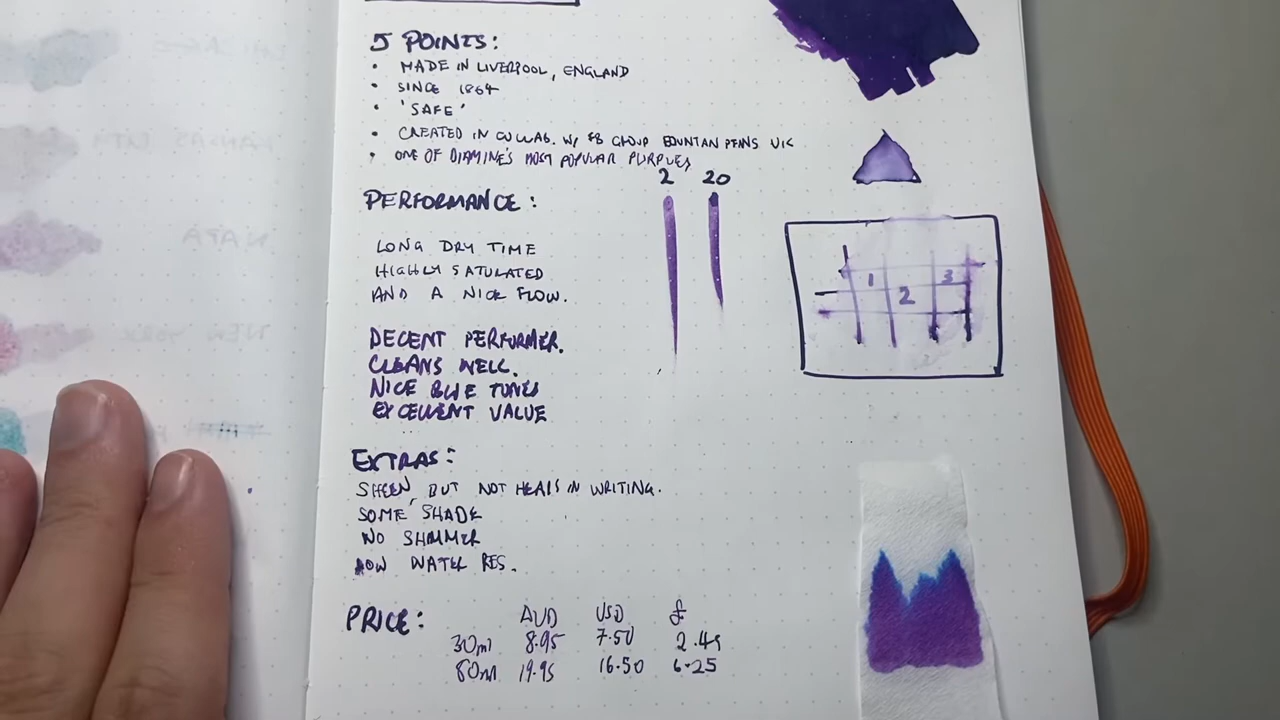 5 POINTS:
• MADE IN LIVERPOOL, ENGLAND
• SINCE 1864
• 'SAFE'
• CREATED IN COLLAB. W/ FB GROUP FOUNTAIN PENS UK
• ONE OF DIAMINE'S MOST POPULAR PURPLES
2 20
PERFORMANCE:
LONG DRY TIME
HIGHLY SATULATED
AND A NICE FLOW.
1 2 3
DECENT PERFORMER.
CLEANS WELL.
NICE BLUE TONES
EXCELLENT VALUE
EXTRAS:
SHEEN, BUT NOT HEAPS IN WRITING.
SOME SHADE
NO SHIMMER
LOW WATER RES.
PRICE:
AUD USD £
30ml 8.95 7.50 2.45
80ml 19.95 16.50 6.25